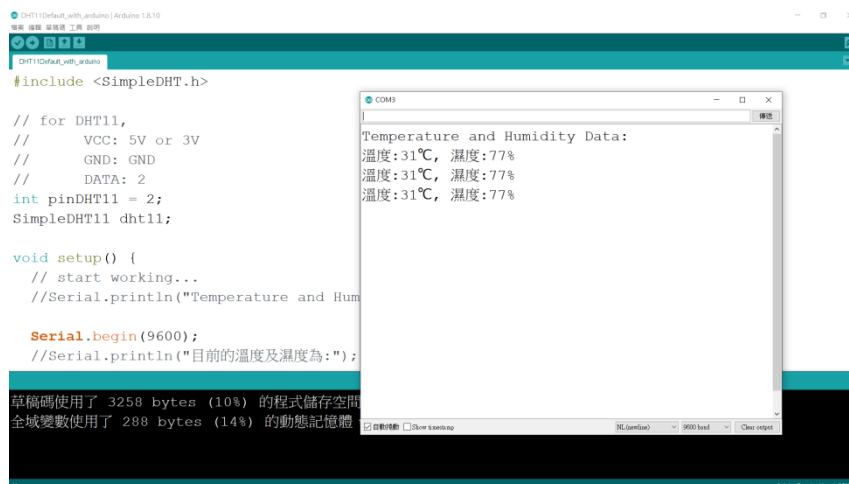 DHT11Default_with_arduino | Arduino 1.8.10
檔案 編輯 草稿碼 工具 說明
DHT11Default_with_arduino
#include <SimpleDHT.h>
// for DHT11,
//      VCC: 5V or 3V
//      GND: GND
//      DATA: 2
int pinDHT11 = 2;
SimpleDHT11 dht11;
void setup() {
// start working...
//Serial.println("Temperature and Hum
Serial.begin(9600);
//Serial.println("目前的溫度及濕度為:");
草稿碼使用了 3258 bytes (10%) 的程式儲存空間
全域變數使用了 288 bytes (14%) 的動態記憶體
COM3
傳送
Temperature and Humidity Data:
溫度:31℃, 濕度:77%
溫度:31℃, 濕度:77%
溫度:31℃, 濕度:77%
自動捲動 Show timestamp NL(newline) 9600 baud Clear output